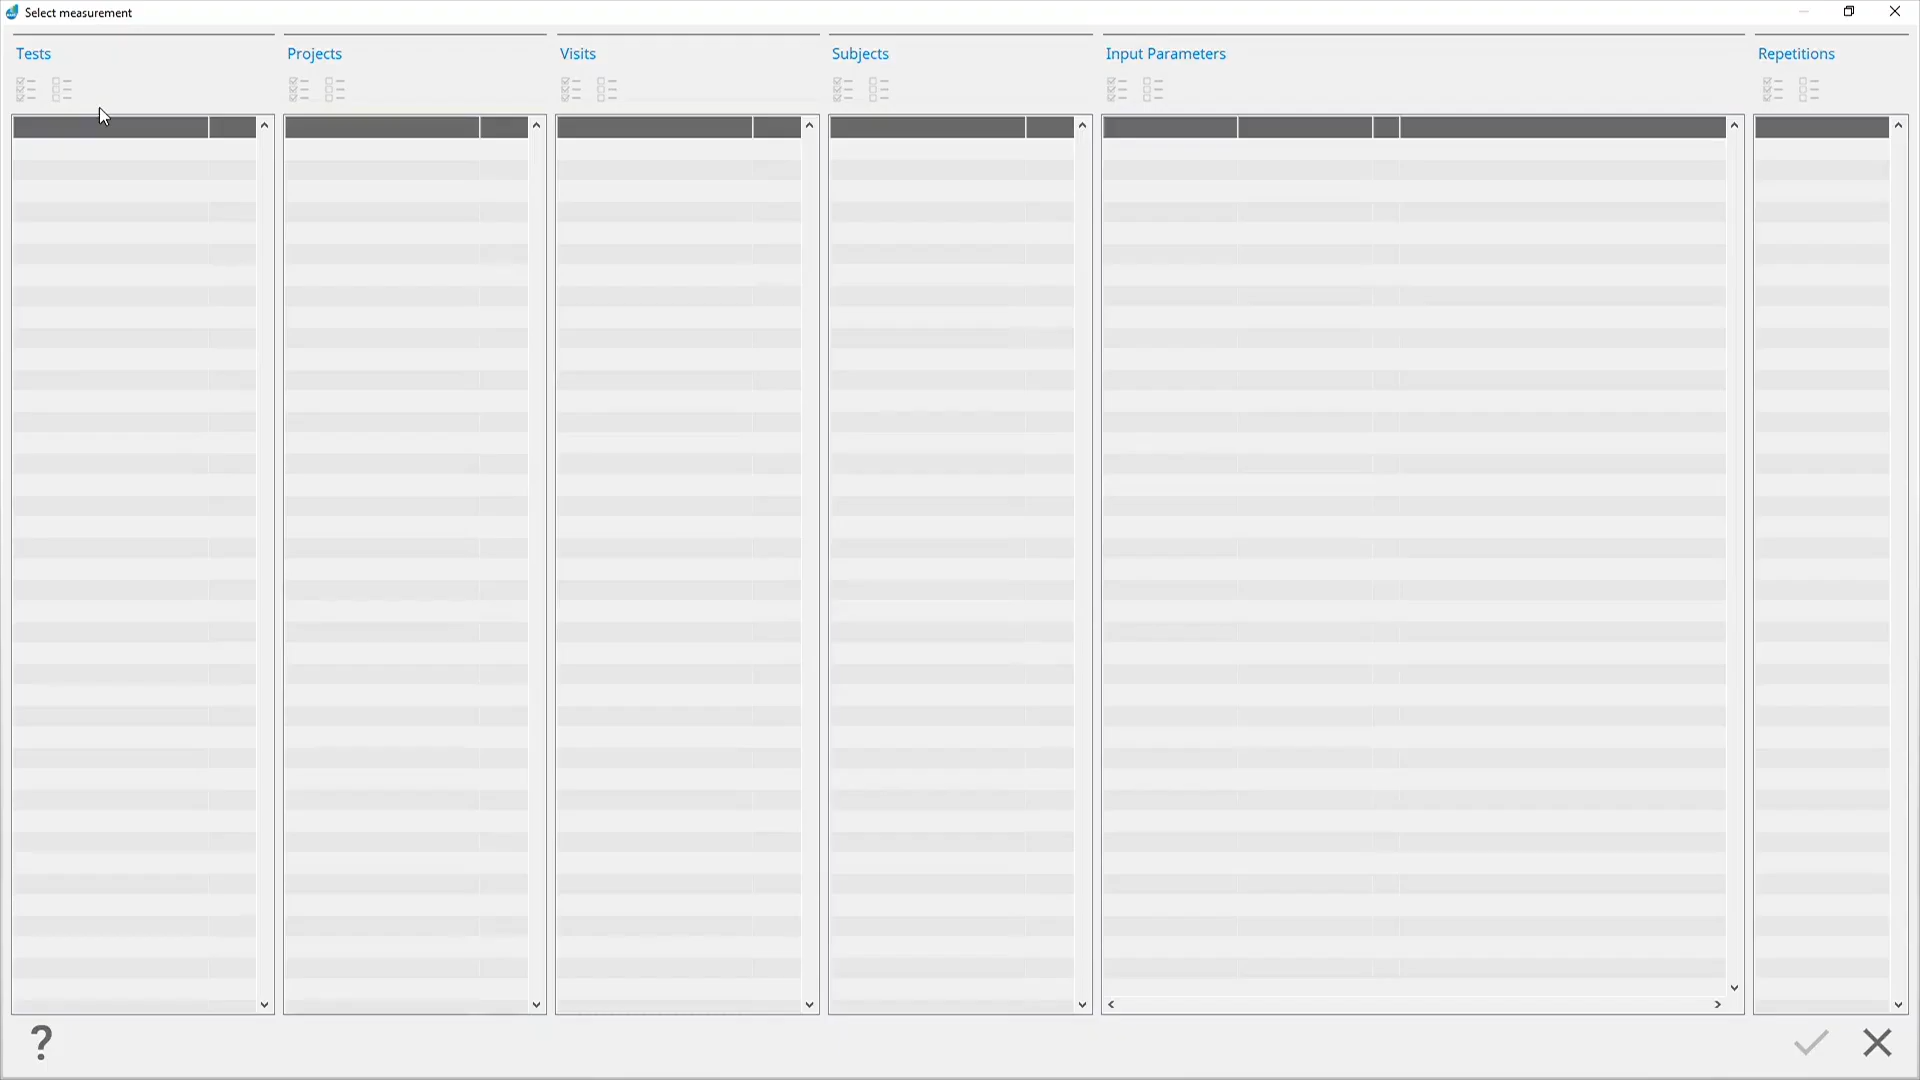 Select measurement
Tests
Projects
Visits
Subjects
Input Parameters
Repetitions
?